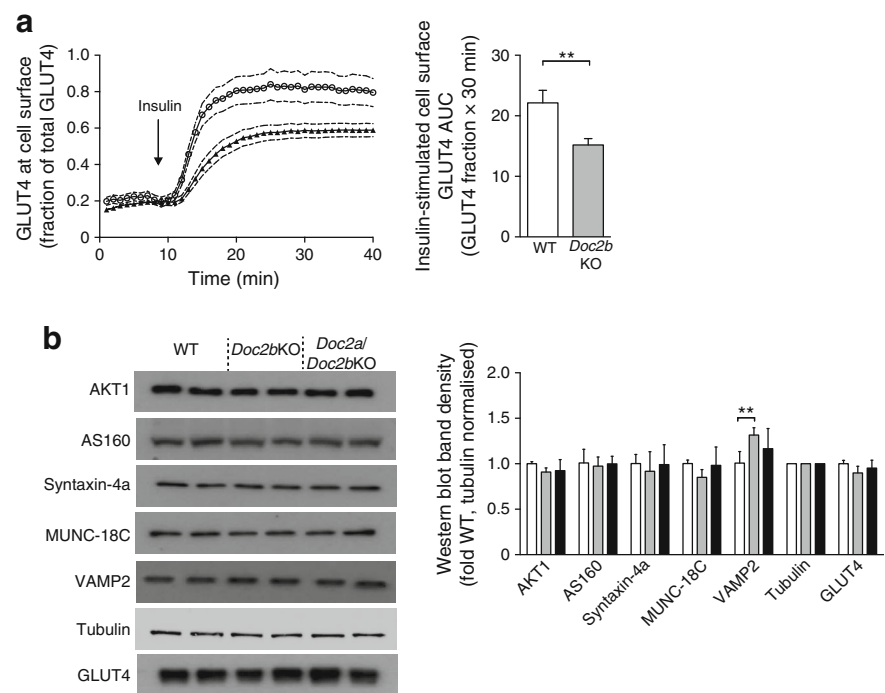 a
GLUT4 at cell surface
(fraction of total GLUT4)
1.0
0.8
0.6
0.4
0.2
0
Insulin
0 10 20 30 40
Time (min)
Insulin-stimulated cell surface
GLUT4 AUC
(GLUT4 fraction × 30 min)
30
20
10
0
**
WT Doc2b
KO
b
WT Doc2bKO Doc2a/
Doc2bKO
AKT1
AS160
Syntaxin-4a
MUNC-18C
VAMP2
Tubulin
GLUT4
Western blot band density
(fold WT, tubulin normalised)
2.0
1.5
1.0
0.5
0
**
AKT1
AS160
Syntaxin-4a
MUNC-18C
VAMP2
Tubulin
GLUT4